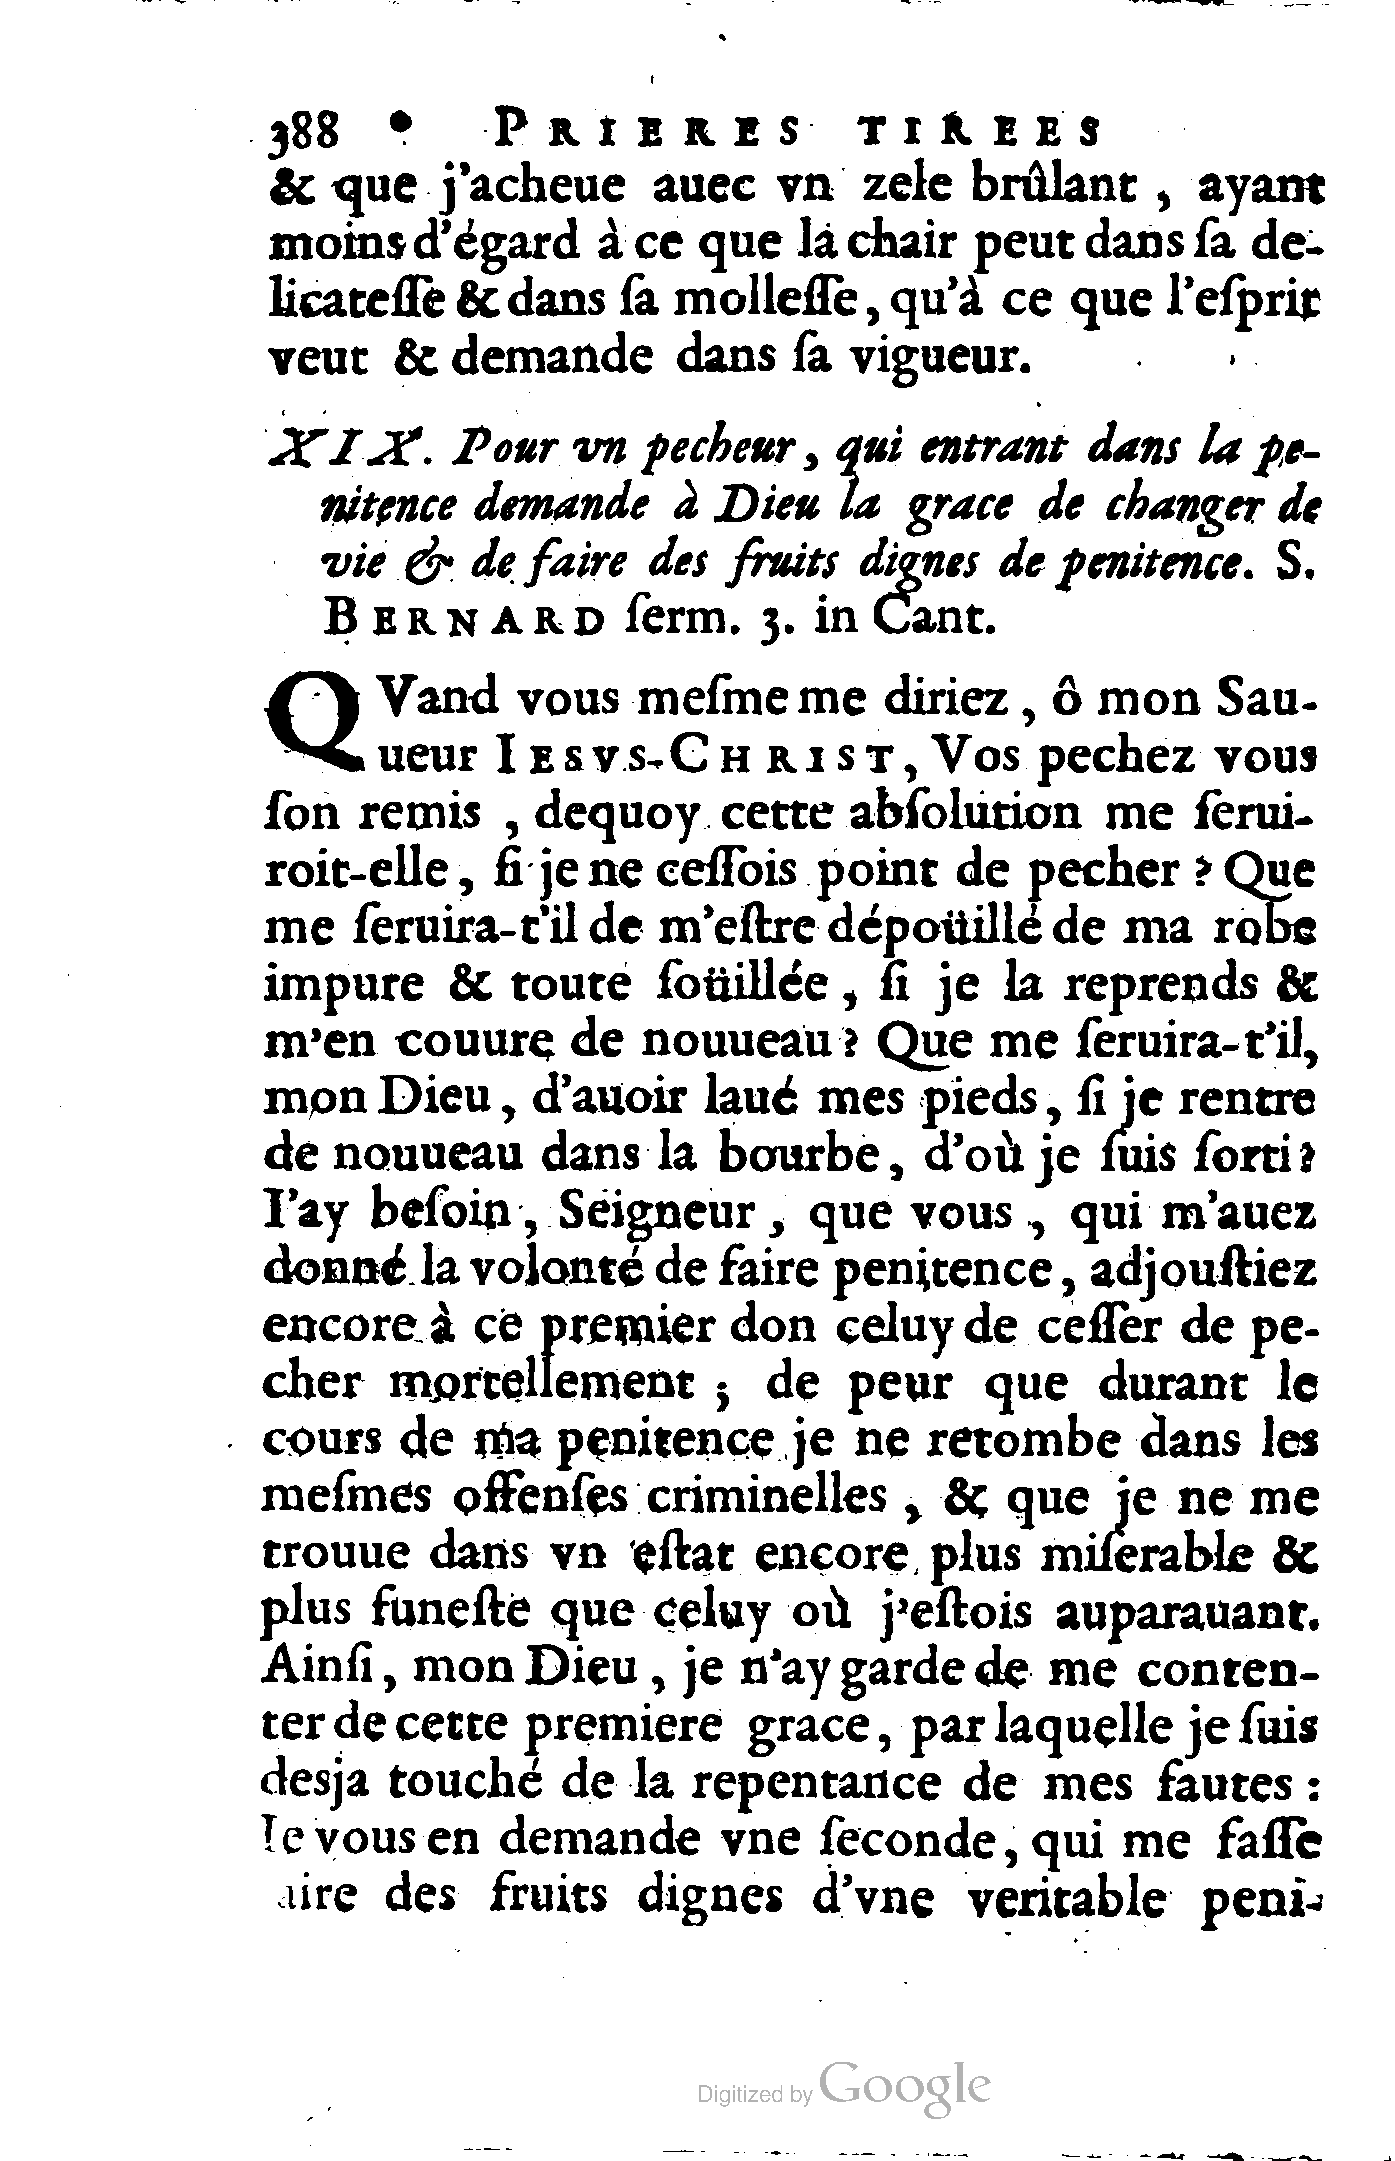 388 • PRIERES TIREES
& que j'acheue auec vn zele brûlant , ayant
moins d'égard à ce que la chair peut dans ſa de-
licateſſe & dans ſa molleſſe, qu'à ce que l'eſprit
veut & demande dans ſa vigueur.
XIX. Pour vn pecheur, qui entrant dans la pe-
nitence demande à Dieu la grace de changer de
vie & de faire des fruits dignes de penitence. S.
BERNARD ſerm. 3. in Cant.
QVand vous meſme me diriez, ô mon Sau-
ueur IESVS-CHRIST, Vos pechez vous
ſon remis , dequoy cette abſolution me ſerui-
roit-elle, ſi je ne ceſſois point de pecher ? Que
me ſeruira-t'il de m'eſtre dépoüillé de ma robe
impure & toute ſoüillée, ſi je la reprends &
m'en couure de nouueau ? Que me ſeruira-t'il,
mon Dieu, d'auoir laué mes pieds, ſi je rentre
de nouueau dans la bourbe, d'où je ſuis ſorti ?
I'ay beſoin, Seigneur, que vous, qui m'auez
donné la volonté de faire penitence, adjouſtiez
encore à ce premier don celuy de ceſſer de pe-
cher mortellement ; de peur que durant le
cours de ma penitence je ne retombe dans les
meſmes offenſes criminelles, & que je ne me
trouue dans vn eſtat encore plus miſerable &
plus funeſte que celuy où j'eſtois auparauant.
Ainſi, mon Dieu, je n'ay garde de me conten-
ter de cette premiere grace, par laquelle je ſuis
desja touché de la repentance de mes fautes :
Ie vous en demande vne ſeconde, qui me faſſe
aire des fruits dignes d'vne veritable peni-
Digitized by Google